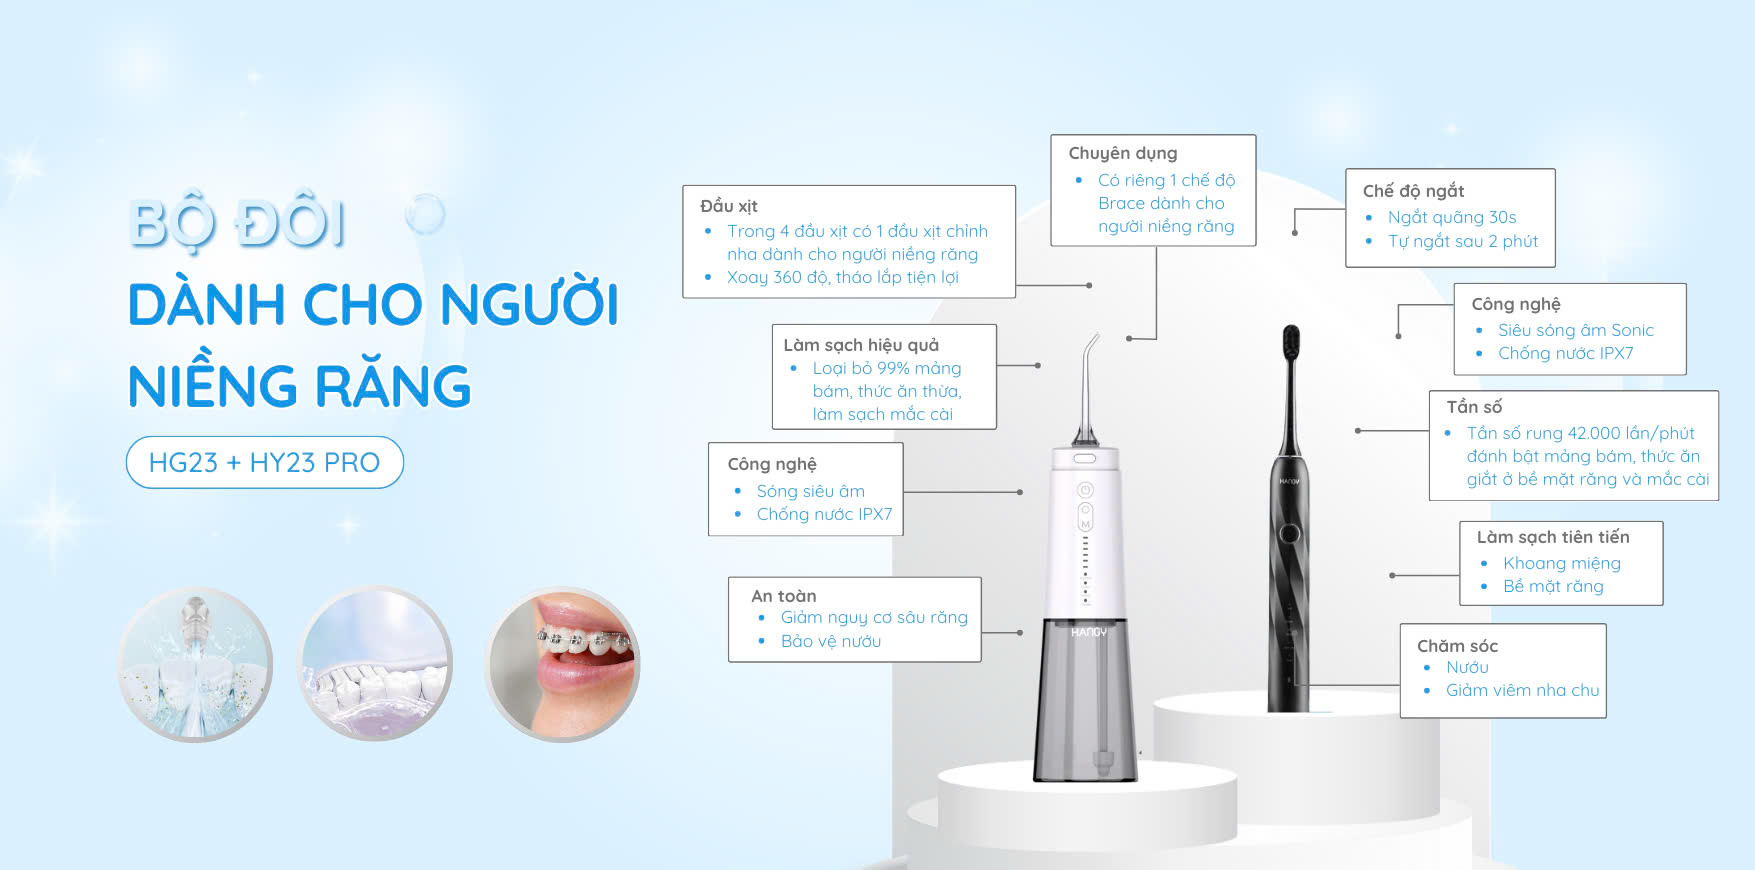 BỘ ĐÔI
DÀNH CHO NGƯỜI
NIỀNG RĂNG
HG23 + HY23 PRO
Đầu xịt
Trong 4 đầu xịt có 1 đầu xịt chỉnh
nha dành cho người niềng răng
Xoay 360 độ, tháo lắp tiện lợi
Chuyên dụng
Có riêng 1 chế độ
Brace dành cho
người niềng răng
Làm sạch hiệu quả
Loại bỏ 99% mảng
bám, thức ăn thừa,
làm sạch mắc cài
Công nghệ
Sóng siêu âm
Chống nước IPX7
An toàn
Giảm nguy cơ sâu răng
Bảo vệ nướu
M
HANGY
Chế độ ngắt
Ngắt quãng 30s
Tự ngắt sau 2 phút
Công nghệ
Siêu sóng âm Sonic
Chống nước IPX7
Tần số
Tần số rung 42.000 lần/phút
đánh bật mảng bám, thức ăn
giắt ở bề mặt răng và mắc cài
Làm sạch tiên tiến
Khoang miệng
Bề mặt răng
Chăm sóc
Nướu
Giảm viêm nha chu
HANGY